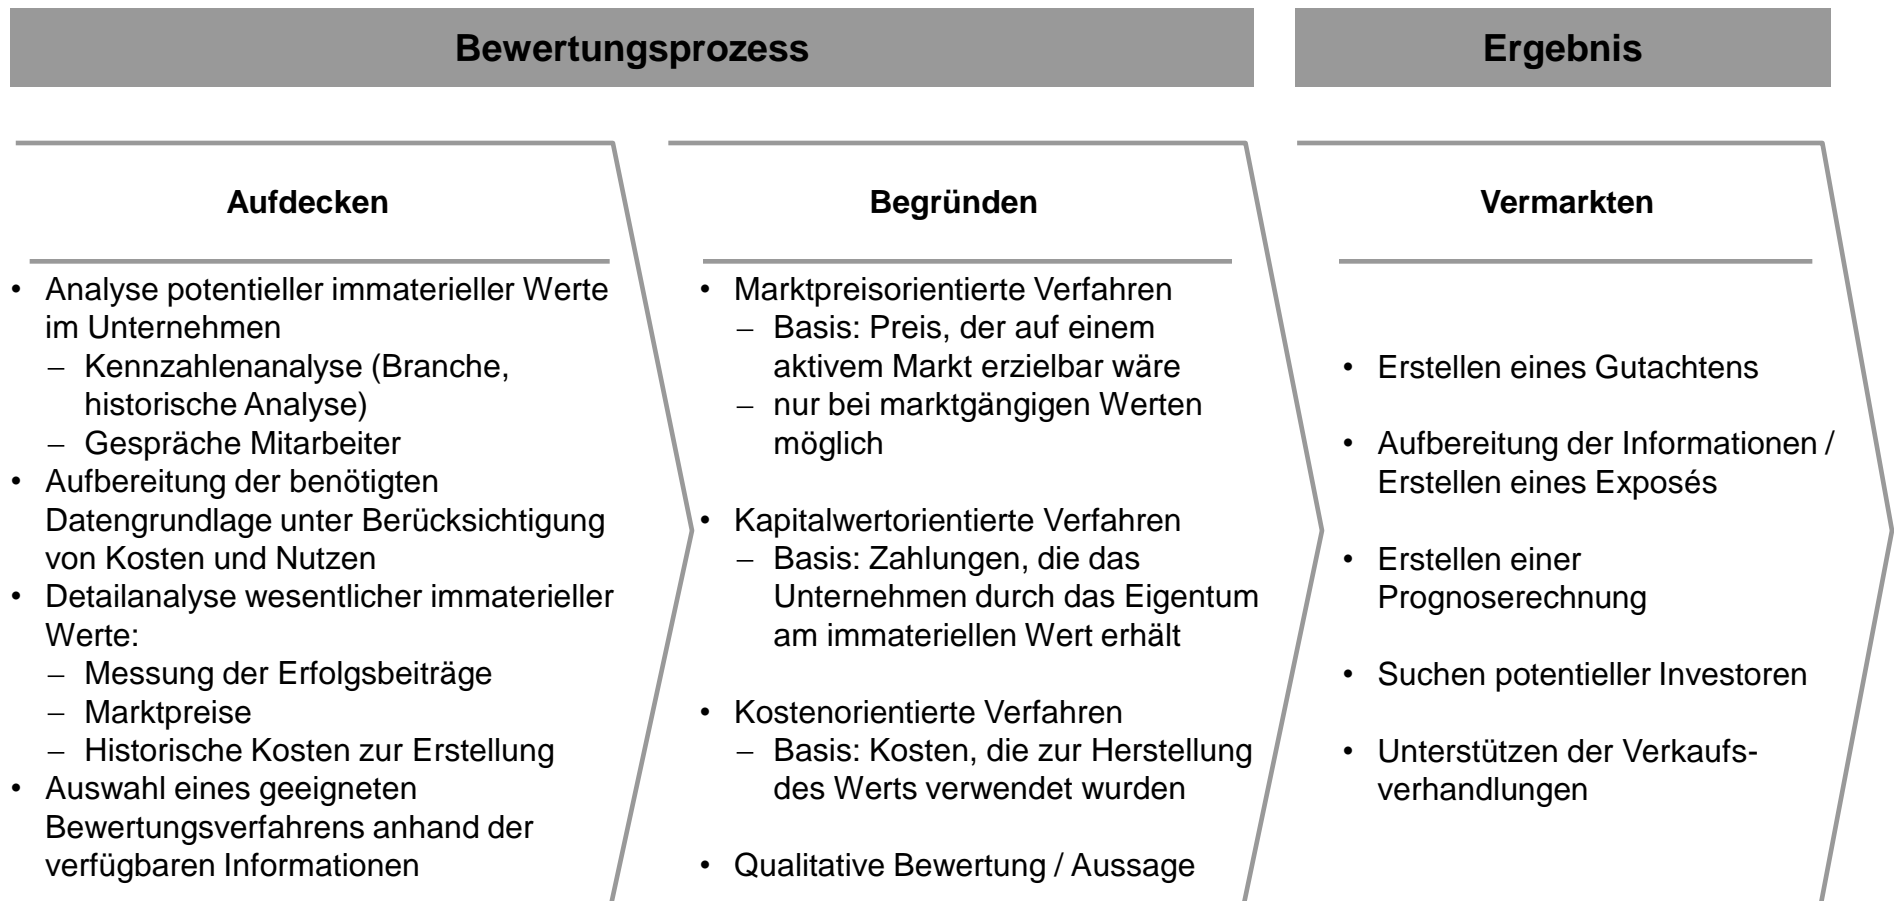 Bewertungsprozess
Ergebnis
Aufdecken
• Analyse potentieller immaterieller Werte
im Unternehmen
– Kennzahlenanalyse (Branche,
historische Analyse)
– Gespräche Mitarbeiter
• Aufbereitung der benötigten
Datengrundlage unter Berücksichtigung
von Kosten und Nutzen
• Detailanalyse wesentlicher immaterieller
Werte:
– Messung der Erfolgsbeiträge
– Marktpreise
– Historische Kosten zur Erstellung
• Auswahl eines geeigneten
Bewertungsverfahrens anhand der
verfügbaren Informationen
Begründen
• Marktpreisorientierte Verfahren
– Basis: Preis, der auf einem
aktivem Markt erzielbar wäre
– nur bei marktgängigen Werten
möglich
• Kapitalwertorientierte Verfahren
– Basis: Zahlungen, die das
Unternehmen durch das Eigentum
am immateriellen Wert erhält
• Kostenorientierte Verfahren
– Basis: Kosten, die zur Herstellung
des Werts verwendet wurden
• Qualitative Bewertung / Aussage
Vermarkten
• Erstellen eines Gutachtens
• Aufbereitung der Informationen /
Erstellen eines Exposés
• Erstellen einer
Prognoserechnung
• Suchen potentieller Investoren
• Unterstützen der Verkaufs-
verhandlungen